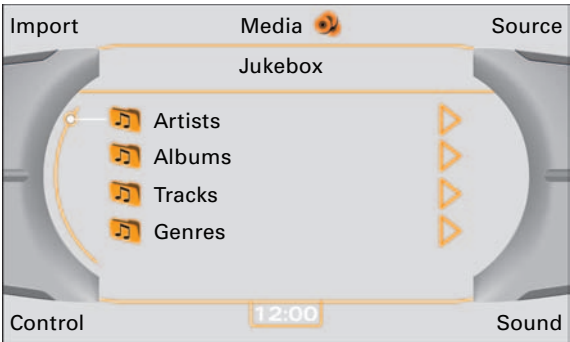 Import Media Source
Jukebox
Artists
Albums
Tracks
Genres
12:00
Control Sound